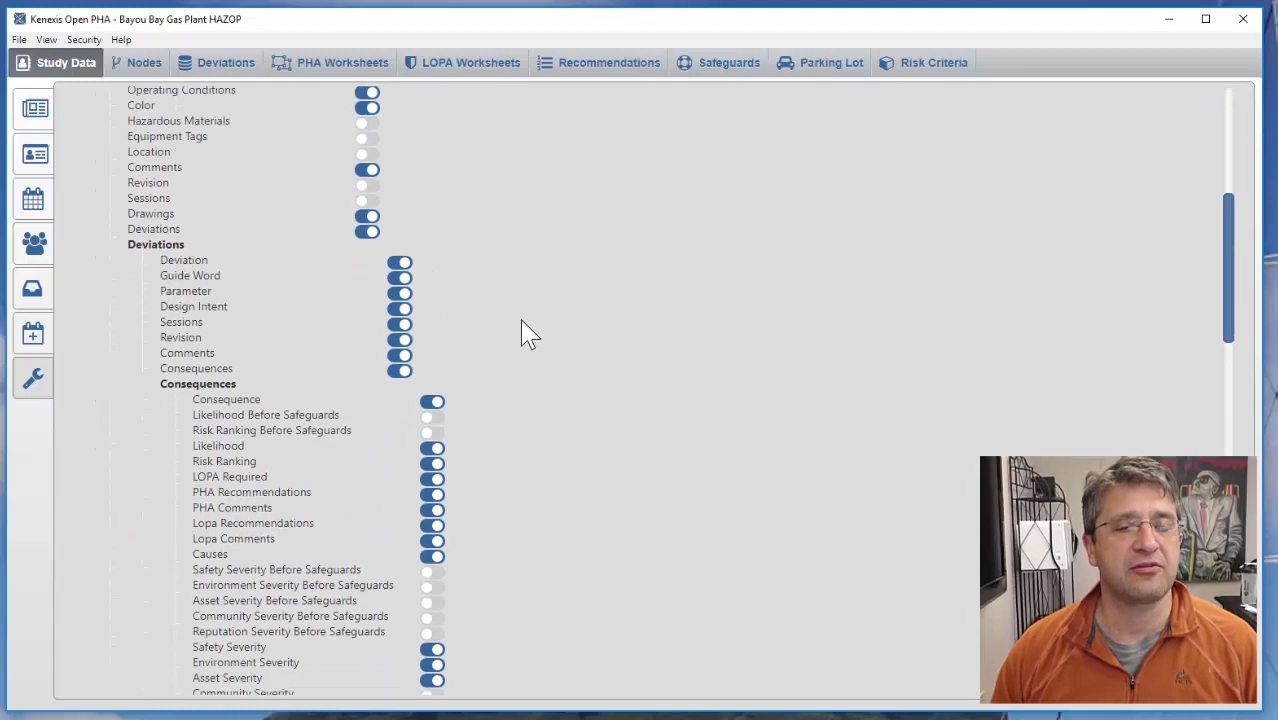 Kenexis Open PHA - Bayou Bay Gas Plant HAZOP
File View Security Help
Study Data Nodes Deviations PHA Worksheets LOPA Worksheets Recommendations Safeguards Parking Lot Risk Criteria
Operating Conditions
Color
Hazardous Materials
Equipment Tags
Location
Comments
Revision
Sessions
Drawings
Deviations
Deviations
Deviation
Guide Word
Parameter
Design Intent
Sessions
Revision
Comments
Consequences
Consequences
Consequence
Likelihood Before Safeguards
Risk Ranking Before Safeguards
Likelihood
Risk Ranking
LOPA Required
PHA Recommendations
PHA Comments
Lopa Recommendations
Lopa Comments
Causes
Safety Severity Before Safeguards
Environment Severity Before Safeguards
Asset Severity Before Safeguards
Community Severity Before Safeguards
Reputation Severity Before Safeguards
Safety Severity
Environment Severity
Asset Severity
Community Severity